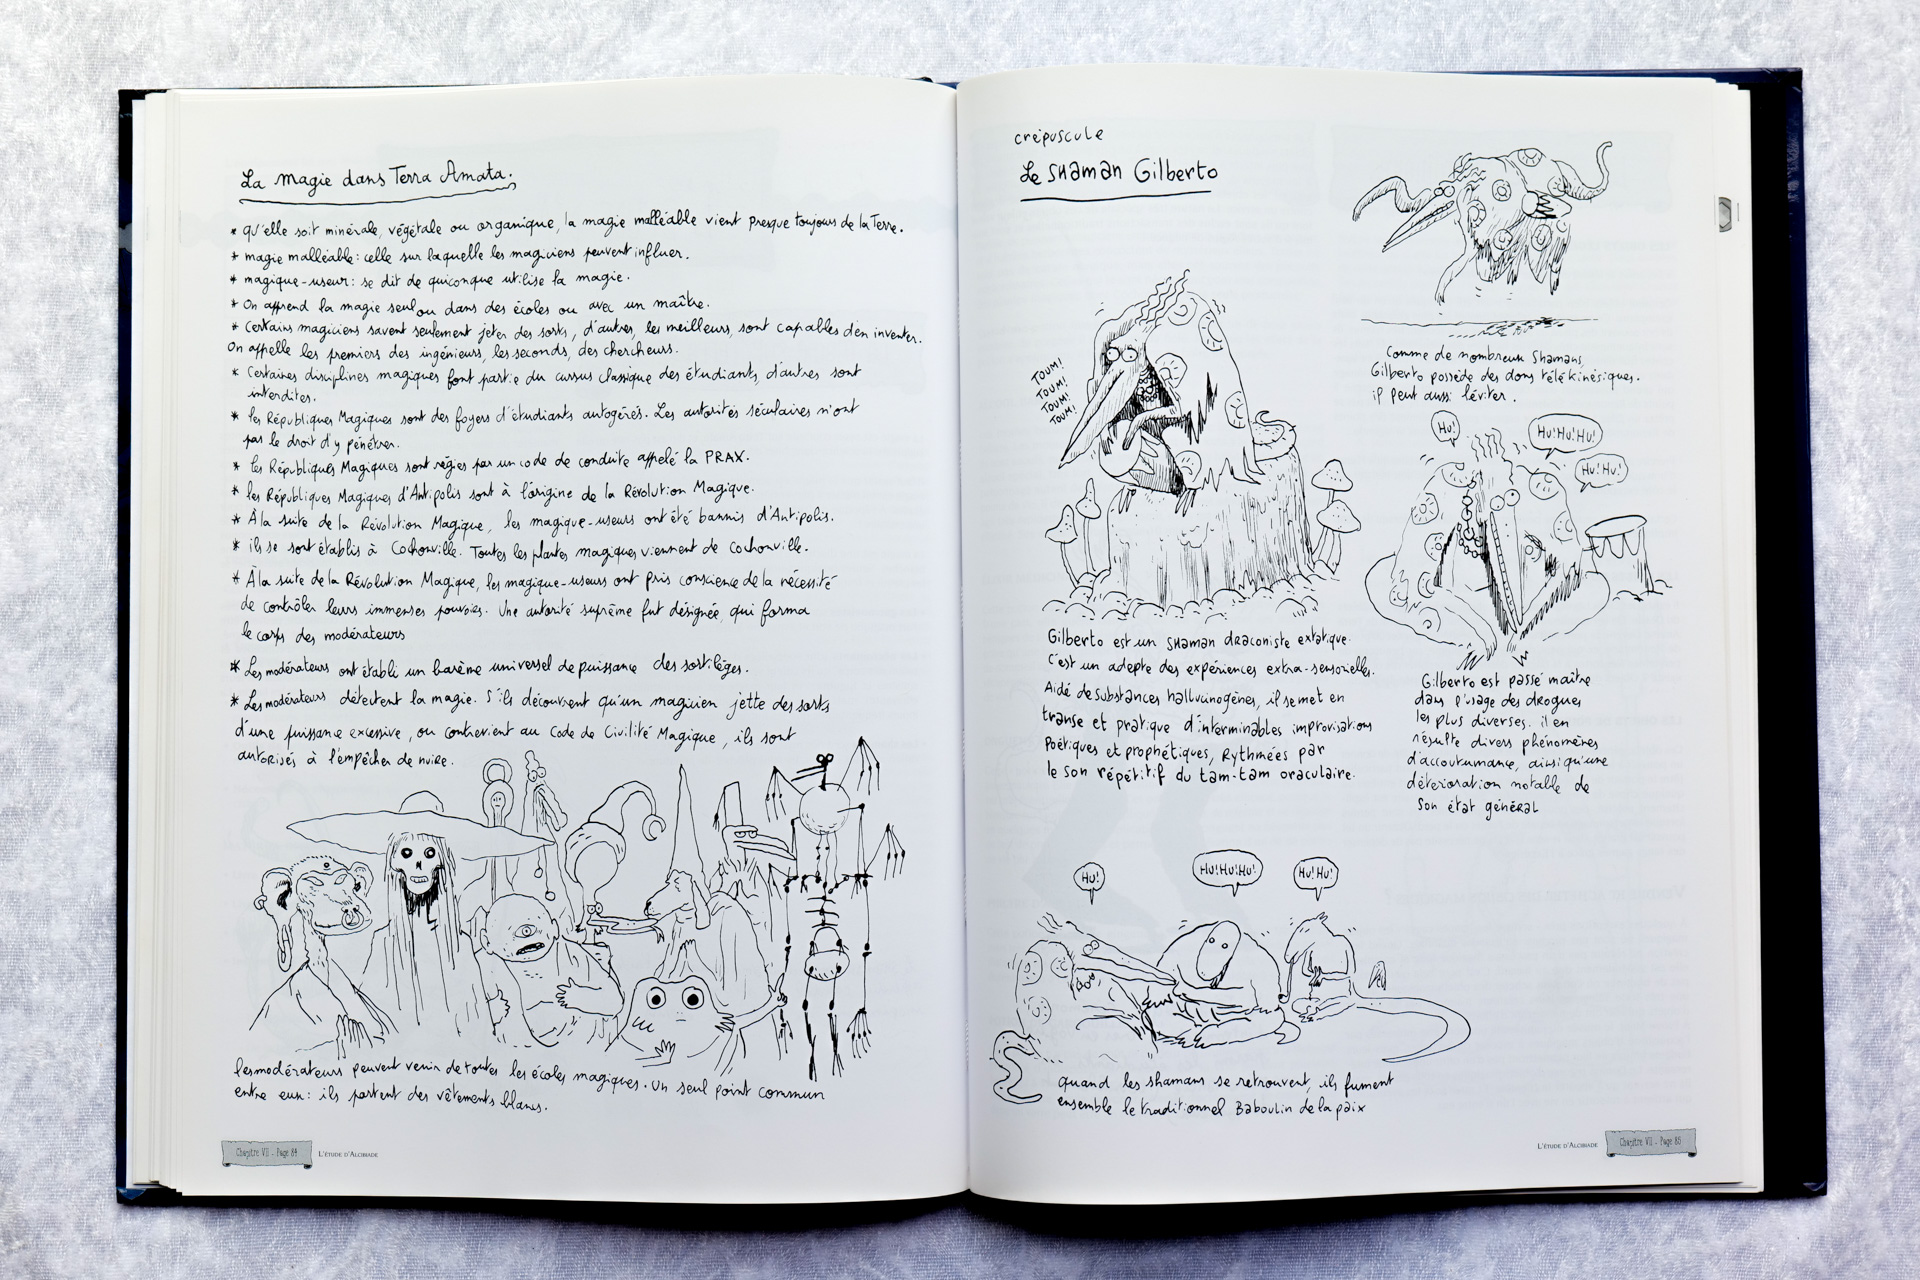 La magie dans Terra Amata.
* qu'elle soit minérale, végétale ou organique, la magie malléable vient presque toujours de la Terre.
* magie malléable : celle sur laquelle les magiciens peuvent influer.
* magique-useur : se dit de quiconque utilise la magie.
* On apprend la magie seul ou dans des écoles ou avec un maître.
* Certains magiciens savent seulement jeter des sorts, d'autres, les meilleurs, sont capables d'en inventer.
On appelle les premiers des ingénieurs, les seconds, des chercheurs.
* Certaines disciplines magiques font partie du cursus classique des étudiants, d'autres sont
interdites.
* les Républiques Magiques sont des foyers d'étudiants autogérés. Les autorités séculaires n'ont
pas le droit d'y pénétrer.
* les Républiques Magiques sont régies par un code de conduite appelé la PRAX.
* les Républiques Magiques d'Antipolis sont à l'origine de la Révolution Magique.
* À la suite de la Révolution Magique, les magique-useurs ont été bannis d'Antipolis.
* ils se sont établis à Cochonville. Toutes les plantes magiques viennent de Cochonville.
* À la suite de la Révolution Magique, les magique-useurs ont pris conscience de la nécessité
de contrôler leurs immenses pouvoirs. Une autorité suprême fut désignée, qui forma
le corps des modérateurs
* Les modérateurs ont établi un barème universel de puissance des sortilèges.
* Les modérateurs détectent la magie. S'ils découvrent qu'un magicien jette des sorts
d'une puissance excessive, ou contrevient au Code de Civilité Magique, ils sont
autorisés à l'empêcher de nuire.
les modérateurs peuvent venir de toutes les écoles magiques. Un seul point commun
entre eux : ils portent des vêtements blancs.
Chapitre VII - Page 84
L'étude d'Alcibiade
crépuscule
Le Shaman Gilberto
TOUM!
TOUM!
TOUM!
TOUM!
Comme de nombreux Shamans,
Gilberto possède des dons télékinésiques.
il peut aussi léviter.
Hu!
Hu!Hu!Hu!
Hu!Hu!
Gilberto est un shaman draconiste extatique.
C'est un adepte des expériences extra-sensorielles.
Aidé de substances hallucinogènes, il se met en
transe et pratique d'interminables improvisations
Poétiques et prophétiques, Rythmées par
le son répétitif du tam-tam oraculaire.
Gilberto est passé maître
dans l'usage des drogues
les plus diverses. il en
résulte divers phénomènes
d'accoutumance, ainsi qu'une
détérioration notable de
son état général
Hu!
Hu!Hu!Hu!
Hu!Hu!
quand les shamans se retrouvent, ils fument
ensemble le traditionnel Baboulin de la paix
L'étude d'Alcibiade
Chapitre VII - Page 85